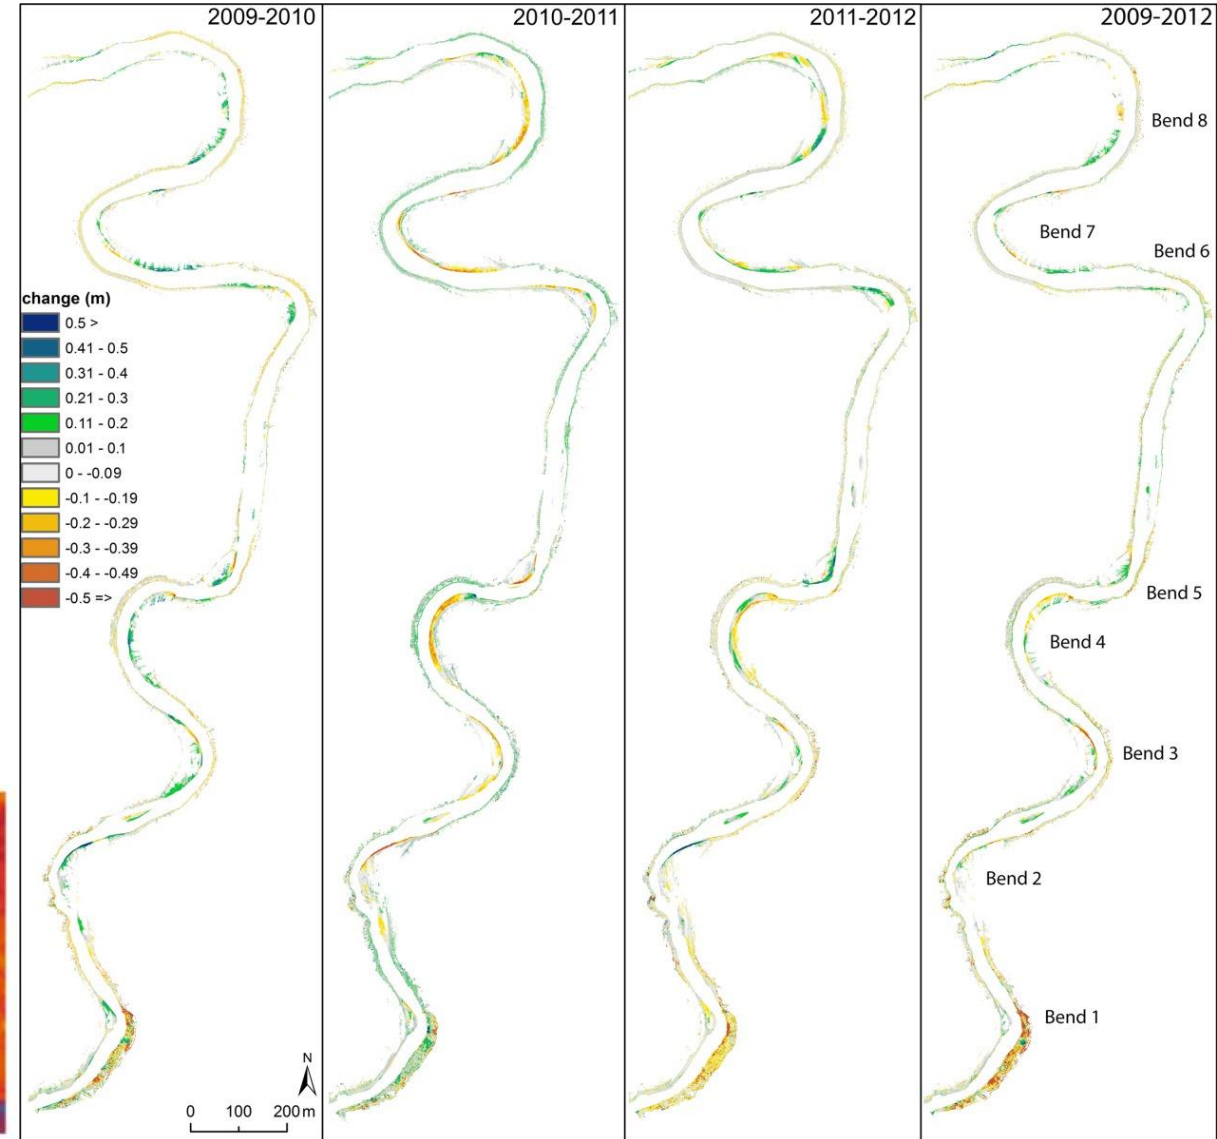 2009-2010
2010-2011
2011-2012
2009-2012
Bend 8
Bend 7
Bend 6
change (m)
0.5 >
0.41 - 0.5
0.31 - 0.4
0.21 - 0.3
0.11 - 0.2
0.01 - 0.1
0 - -0.09
-0.1 - -0.19
-0.2 - -0.29
-0.3 - -0.39
-0.4 - -0.49
-0.5 =>
Bend 5
Bend 4
Bend 3
Bend 2
Bend 1
N
0 100 200 m